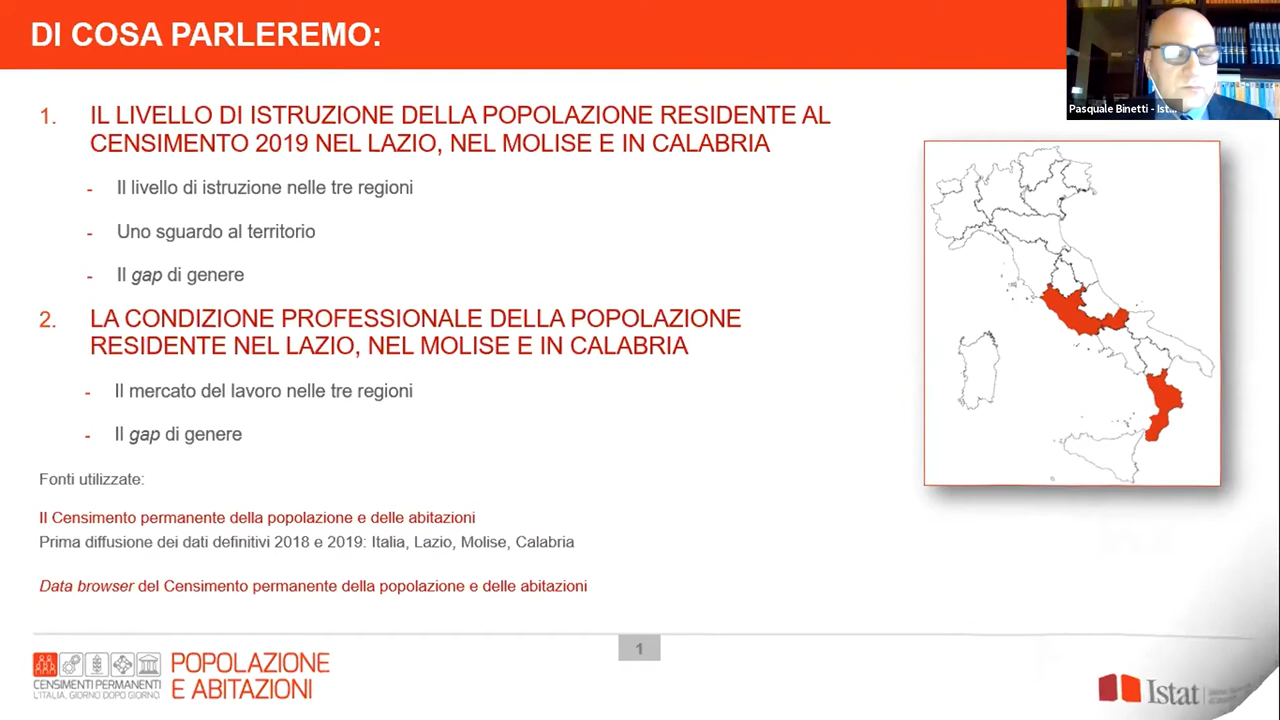 DI COSA PARLEREMO:
Pasquale Binetti - Ist...
1. IL LIVELLO DI ISTRUZIONE DELLA POPOLAZIONE RESIDENTE AL
CENSIMENTO 2019 NEL LAZIO, NEL MOLISE E IN CALABRIA
- Il livello di istruzione nelle tre regioni
- Uno sguardo al territorio
- Il gap di genere
2. LA CONDIZIONE PROFESSIONALE DELLA POPOLAZIONE
RESIDENTE NEL LAZIO, NEL MOLISE E IN CALABRIA
- Il mercato del lavoro nelle tre regioni
- Il gap di genere
Fonti utilizzate:
Il Censimento permanente della popolazione e delle abitazioni
Prima diffusione dei dati definitivi 2018 e 2019: Italia, Lazio, Molise, Calabria
Data browser del Censimento permanente della popolazione e delle abitazioni
1
CENSIMENTI PERMANENTI
L'ITALIA, GIORNO DOPO GIORNO.
POPOLAZIONE
E ABITAZIONI
Istat